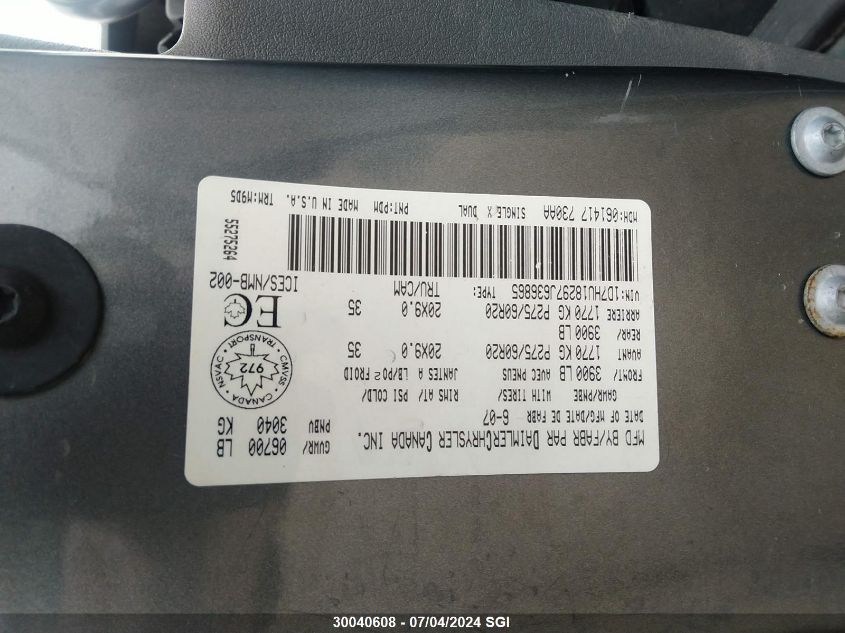 MFD BY/FABR PAR DAIMLERCHRYSLER CANADA INC.
DATE OF MFG/DATE DE FABR 6-07
GVWR/ 06700 LB
PNBV 3040 KG
GAWR/PNBE WITH TIRES/ RIMS AT/ PSI COLD/
AVEC PNEUS JANTES A LB/PO² FROID
FRONT/ 3900 LB
AVANT 1770 KG P275/60R20 20X9.0 35
REAR/ 3900 LB
ARRIERE 1770 KG P275/60R20 20X9.0 35
VIN:1D7HU18297J636865 TYPE: TRU/CAM ICES/NMB-002
MDH:061417 730AA SINGLE X DUAL PNT:PDM MADE IN U.S.A. TRM:M9D5
55275264
CMVSS TRANSPORT NSVAC CANADA
972
EC
30040608 - 07/04/2024 SGI